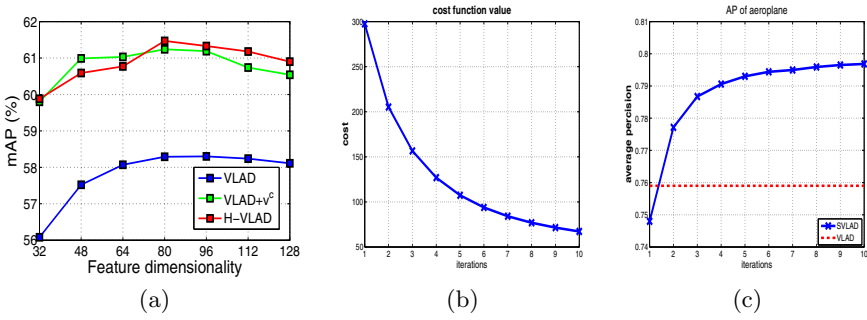 62
61
60
59
58
57
56
mAP (%)
32 48 64 80 96 112 128
Feature dimensionality
VLAD
VLAD+v^c
H-VLAD
(a)
cost function value
300
250
200
150
100
50
cost
1 2 3 4 5 6 7 8 9 10
iterations
(b)
AP of aeroplane
0.81
0.8
0.79
0.78
0.77
0.76
0.75
0.74
average percision
1 2 3 4 5 6 7 8 9 10
iterations
SVLAD
VLAD
(c)